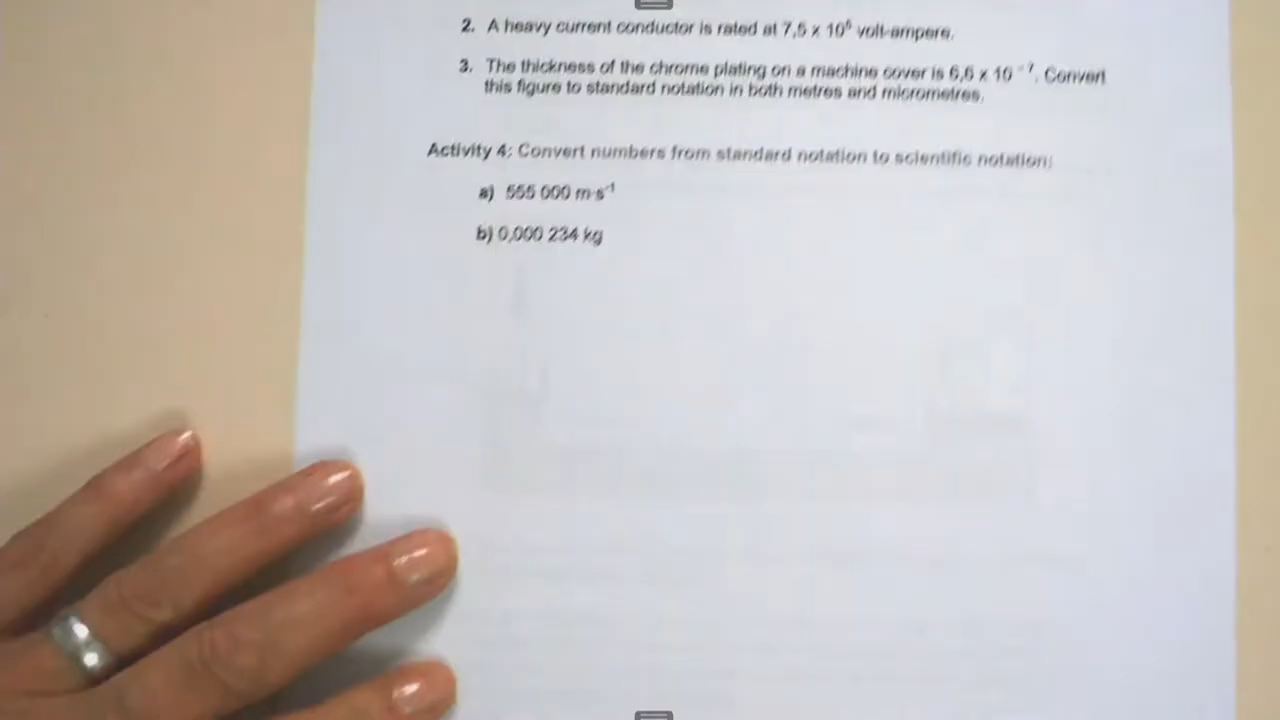 2. A heavy current conductor is rated at 7,5 x 10⁶ volt-ampere.
3. The thickness of the chrome plating on a machine cover is 6,6 x 10 ⁻⁷. Convert
this figure to standard notation in both metres and micrometres.
Activity 4: Convert numbers from standard notation to scientific notation:
a) 555 000 m·s⁻¹
b) 0,000 234 kg